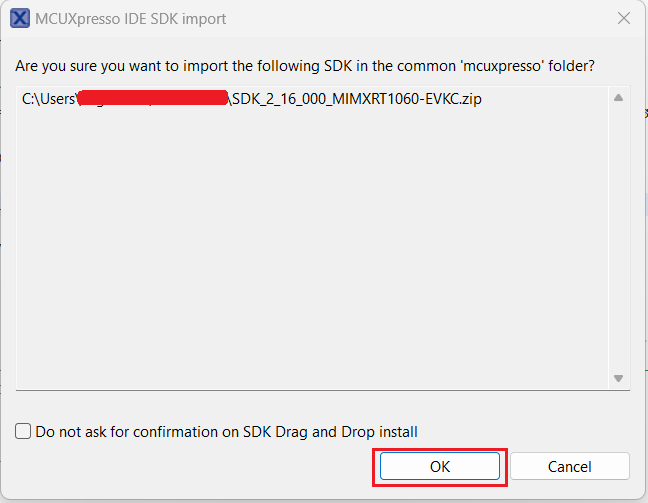 MCUXpresso IDE SDK import
Are you sure you want to import the following SDK in the common 'mcuxpresso' folder?
C:\Users\ \SDK_2_16_000_MIMXRT1060-EVKC.zip
Do not ask for confirmation on SDK Drag and Drop install
OK
Cancel